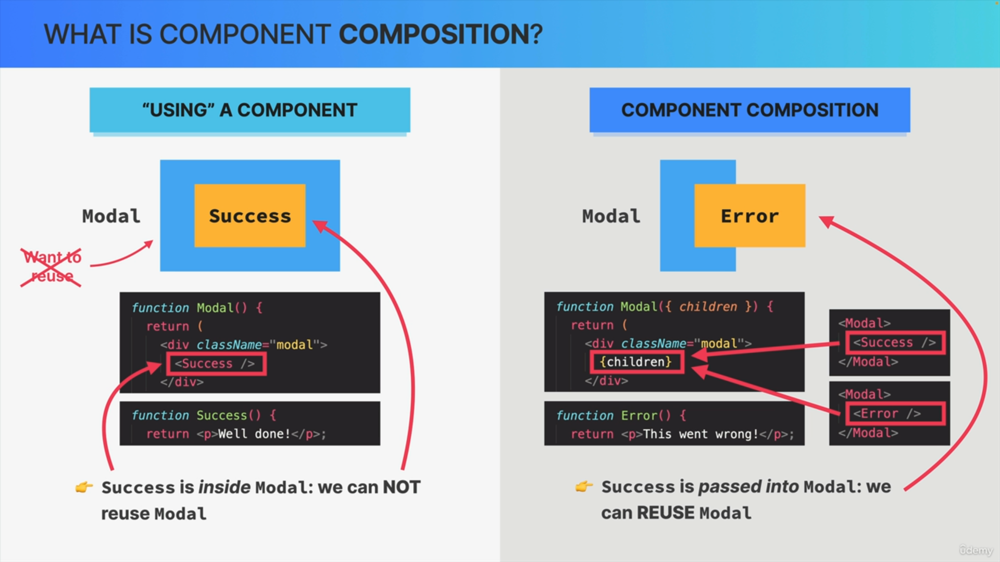 WHAT IS COMPONENT COMPOSITION?
“USING” A COMPONENT
Modal
Success
Want to
reuse
function Modal() {
return (
<div className="modal">
<Success />
</div>
function Success() {
return <p>Well done!</p>;
👉 Success is inside Modal: we can NOT
reuse Modal
COMPONENT COMPOSITION
Modal
Error
function Modal({ children }) {
return (
<div className="modal">
{children}
</div>
function Error() {
return <p>This went wrong!</p>;
<Modal>
<Success />
</Modal>
<Modal>
<Error />
</Modal>
👉 Success is passed into Modal: we
can REUSE Modal
ûdemy